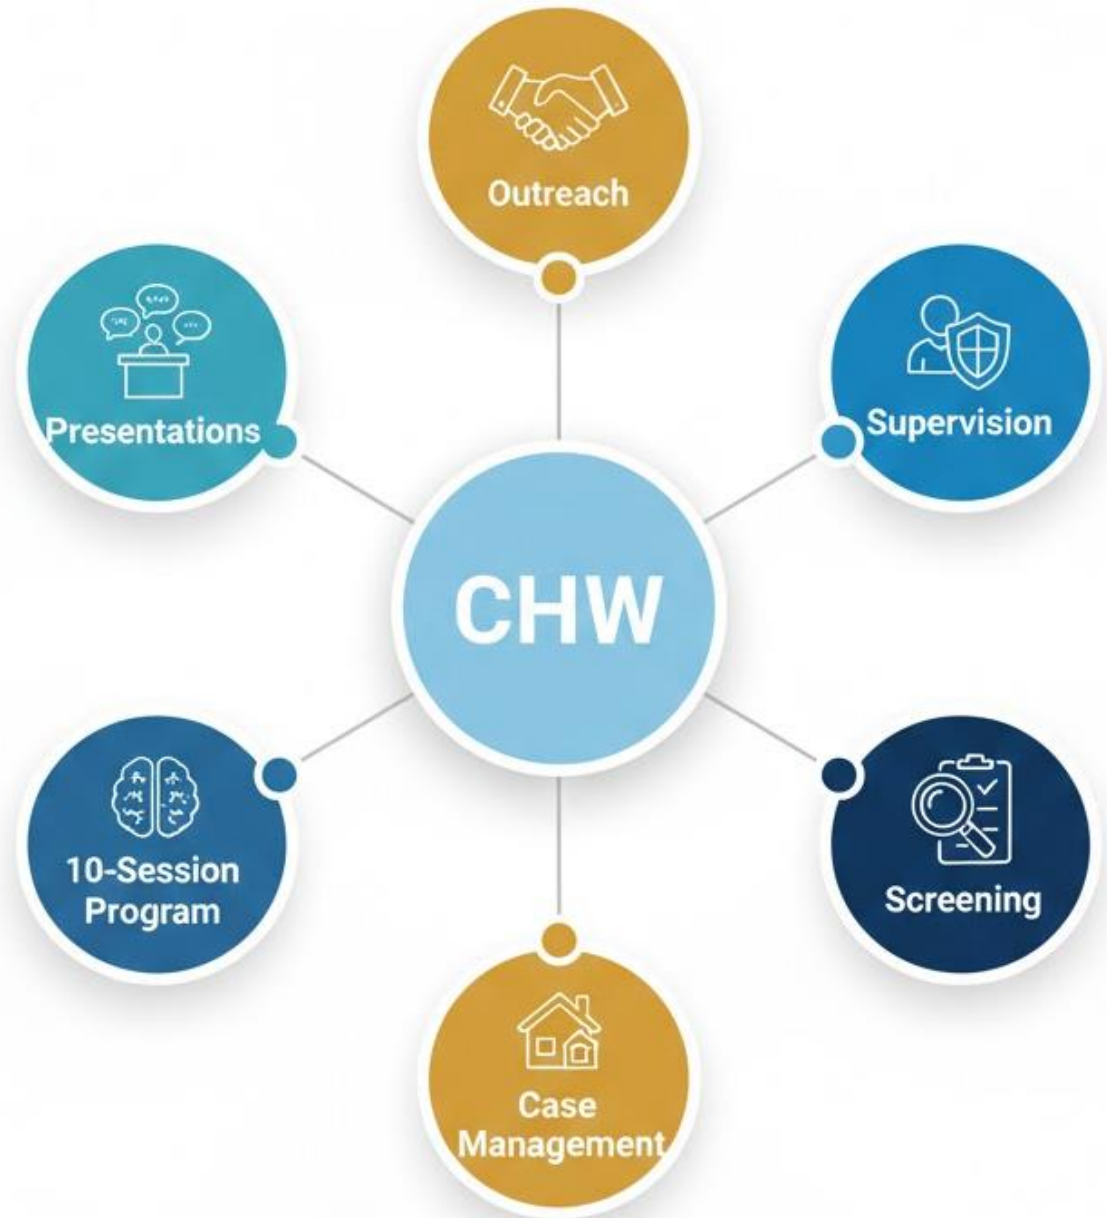 Outreach
Presentations
Supervision
CHW
10-Session
Program
Screening
Case
Management